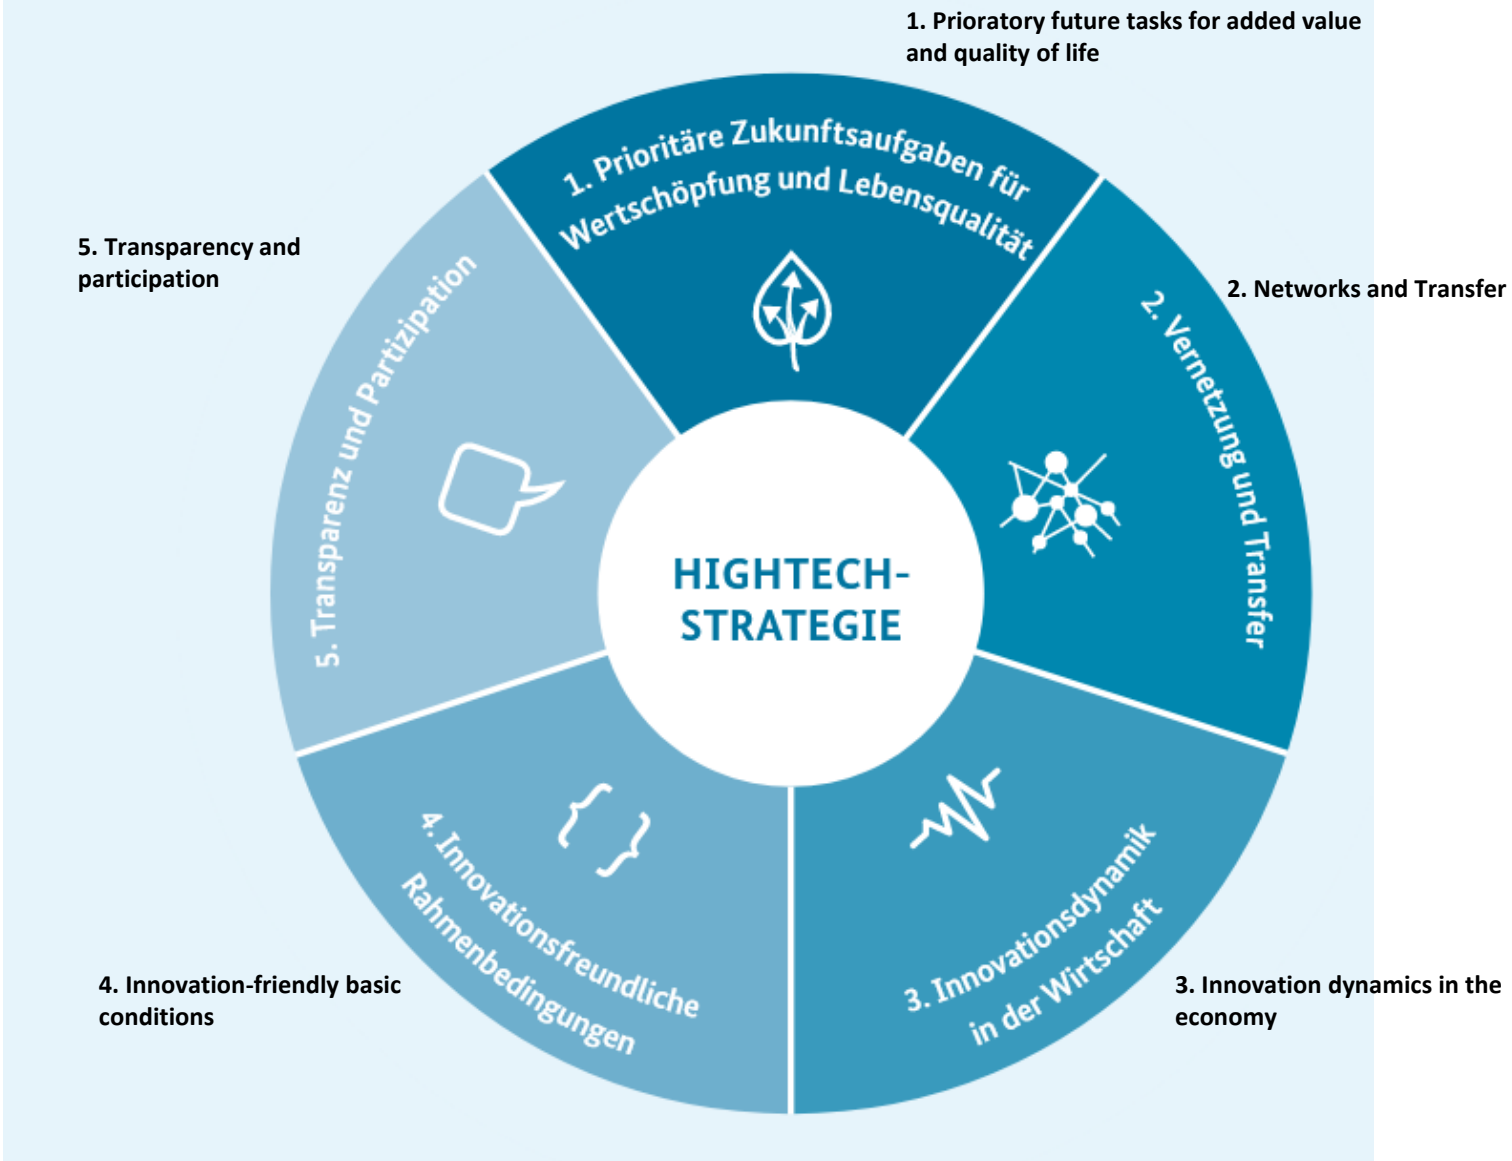 1. Prioratory future tasks for added value
and quality of life
1. Prioritäre Zukunftsaufgaben für
Wertschöpfung und Lebensqualität
2. Networks and Transfer
2. Vernetzung und Transfer
3. Innovationsdynamik
in der Wirtschaft
3. Innovation dynamics in the
economy
4. Innovationsfreundliche
Rahmenbedingungen
4. Innovation-friendly basic
conditions
5. Transparency and
participation
5. Transparenz und Partizipation
HIGHTECH-
STRATEGIE